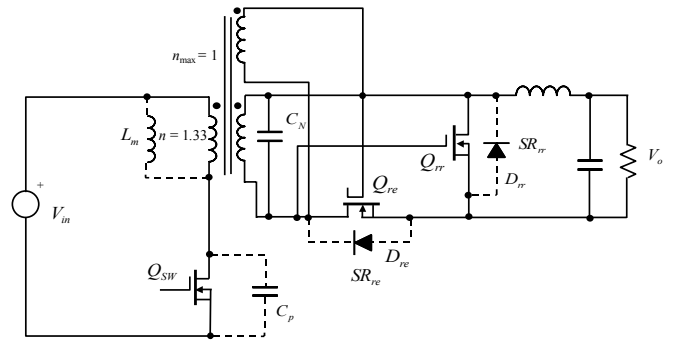 n_max = 1
L_m
n = 1.33
C_N
Q_rr
SR_rr
D_rr
V_o
+
V_in
Q_re
D_re
SR_re
Q_SW
C_p